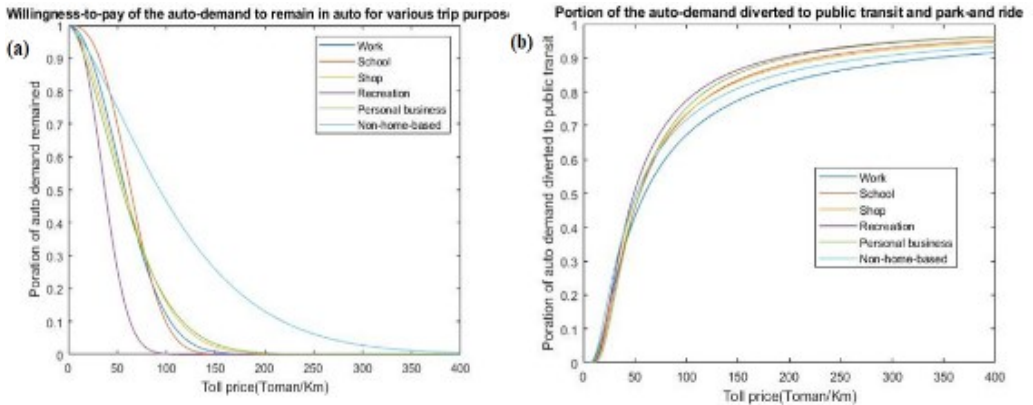 Willingness-to-pay of the auto-demand to remain in auto for various trip purpos
(a)
1
0.9
0.8
0.7
0.6
0.5
0.4
0.3
0.2
0.1
0
Poration of auto demand remained
Work
School
Shop
Recreation
Personal business
Non-home-based
0 50 100 150 200 250 300 350 400
Toll price(Toman/Km)
Portion of the auto-demand diverted to public transit and park-and ride
(b)
1
0.9
0.8
0.7
0.6
0.5
0.4
0.3
0.2
0.1
0
Poration of auto demand diverted to public transit
Work
School
Shop
Recreation
Personal business
Non-home-based
0 50 100 150 200 250 300 350 400
Toll price(Toman/Km)